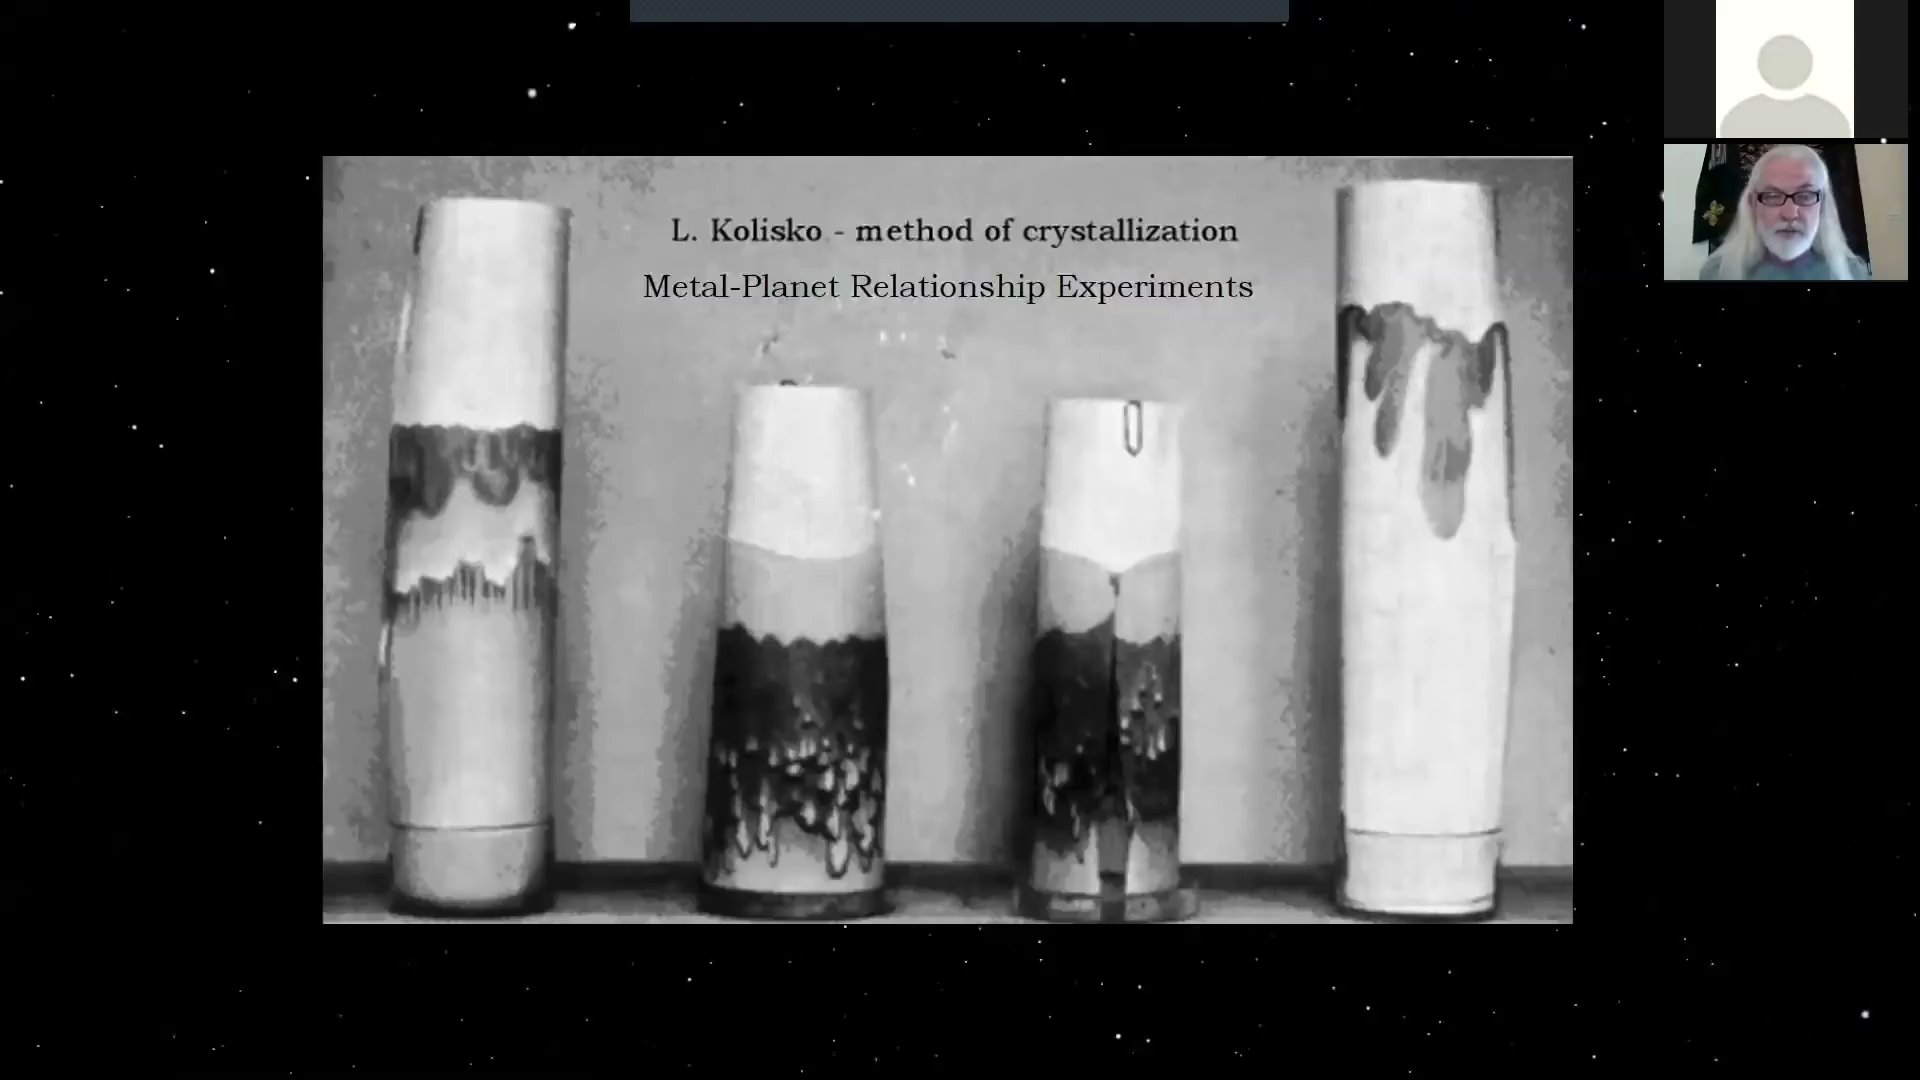 L. Kolisko - method of crystallization
Metal-Planet Relationship Experiments